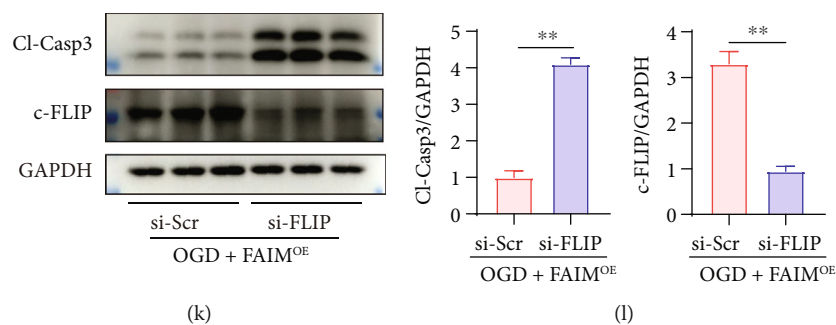 Cl-Casp3
c-FLIP
GAPDH
si-Scr si-FLIP
OGD + FAIM^OE
(k)
Cl-Casp3/GAPDH
5
4
3
2
1
0
**
si-Scr si-FLIP
OGD + FAIM^OE
c-FLIP/GAPDH
4
3
2
1
0
**
si-Scr si-FLIP
OGD + FAIM^OE
(l)